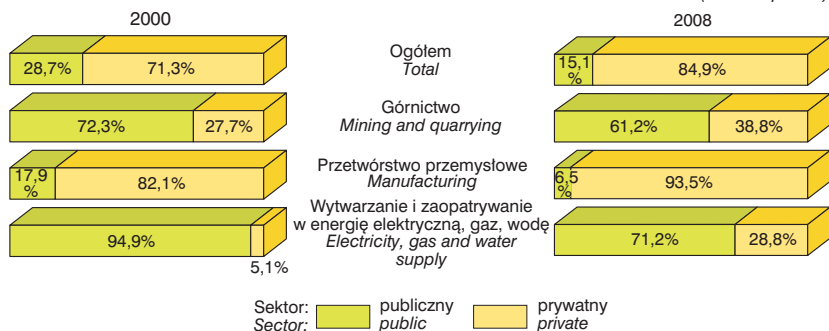 2000
2008
Ogółem
Total
28,7%
71,3%
15,1
%
84,9%
Górnictwo
Mining and quarrying
72,3%
27,7%
61,2%
38,8%
Przetwórstwo przemysłowe
Manufacturing
17,9
%
82,1%
6,5
%
93,5%
Wytwarzanie i zaopatrywanie
w energię elektryczną, gaz, wodę
Electricity, gas and water
supply
94,9%
5,1%
71,2%
28,8%
Sektor: publiczny prywatny
Sector: public private